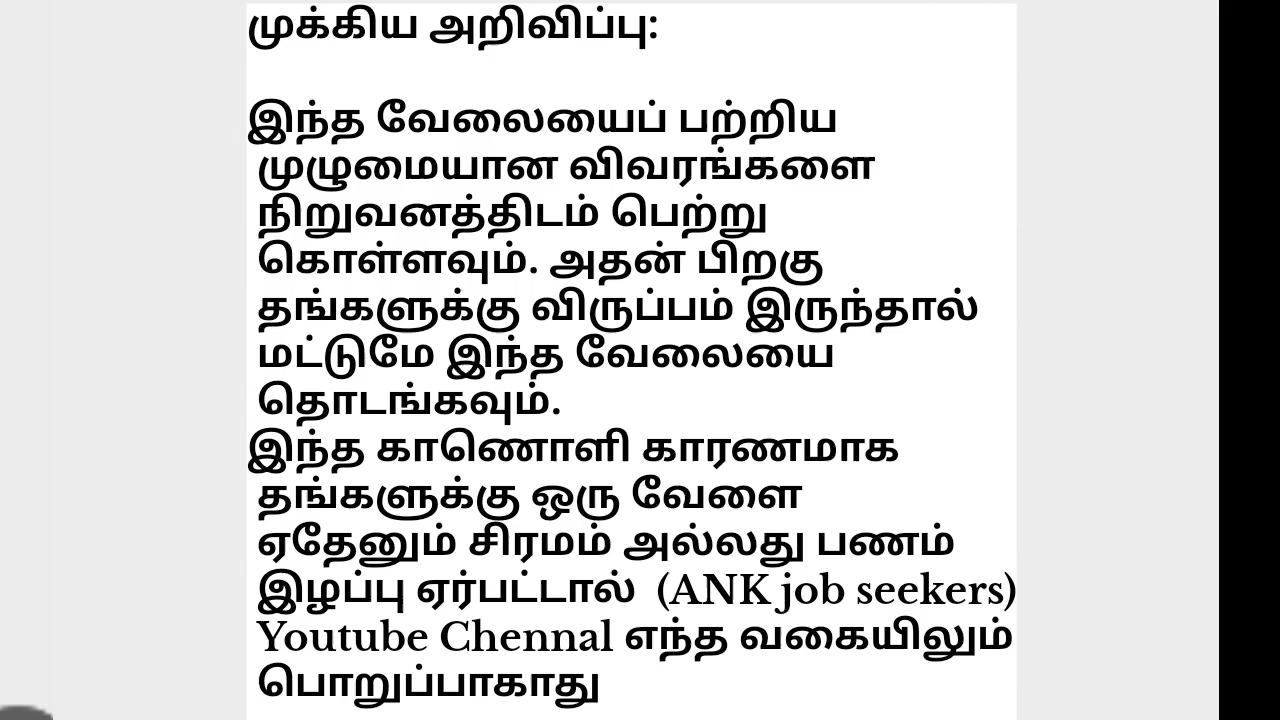 முக்கிய அறிவிப்பு:
இந்த வேலையைப் பற்றிய
முழுமையான விவரங்களை
நிறுவனத்திடம் பெற்று
கொள்ளவும். அதன் பிறகு
தங்களுக்கு விருப்பம் இருந்தால்
மட்டுமே இந்த வேலையை
தொடங்கவும்.
இந்த காணொளி காரணமாக
தங்களுக்கு ஒரு வேளை
ஏதேனும் சிரமம் அல்லது பணம்
இழப்பு ஏர்பட்டால் (ANK job seekers)
Youtube Chennal எந்த வகையிலும்
பொறுப்பாகாது